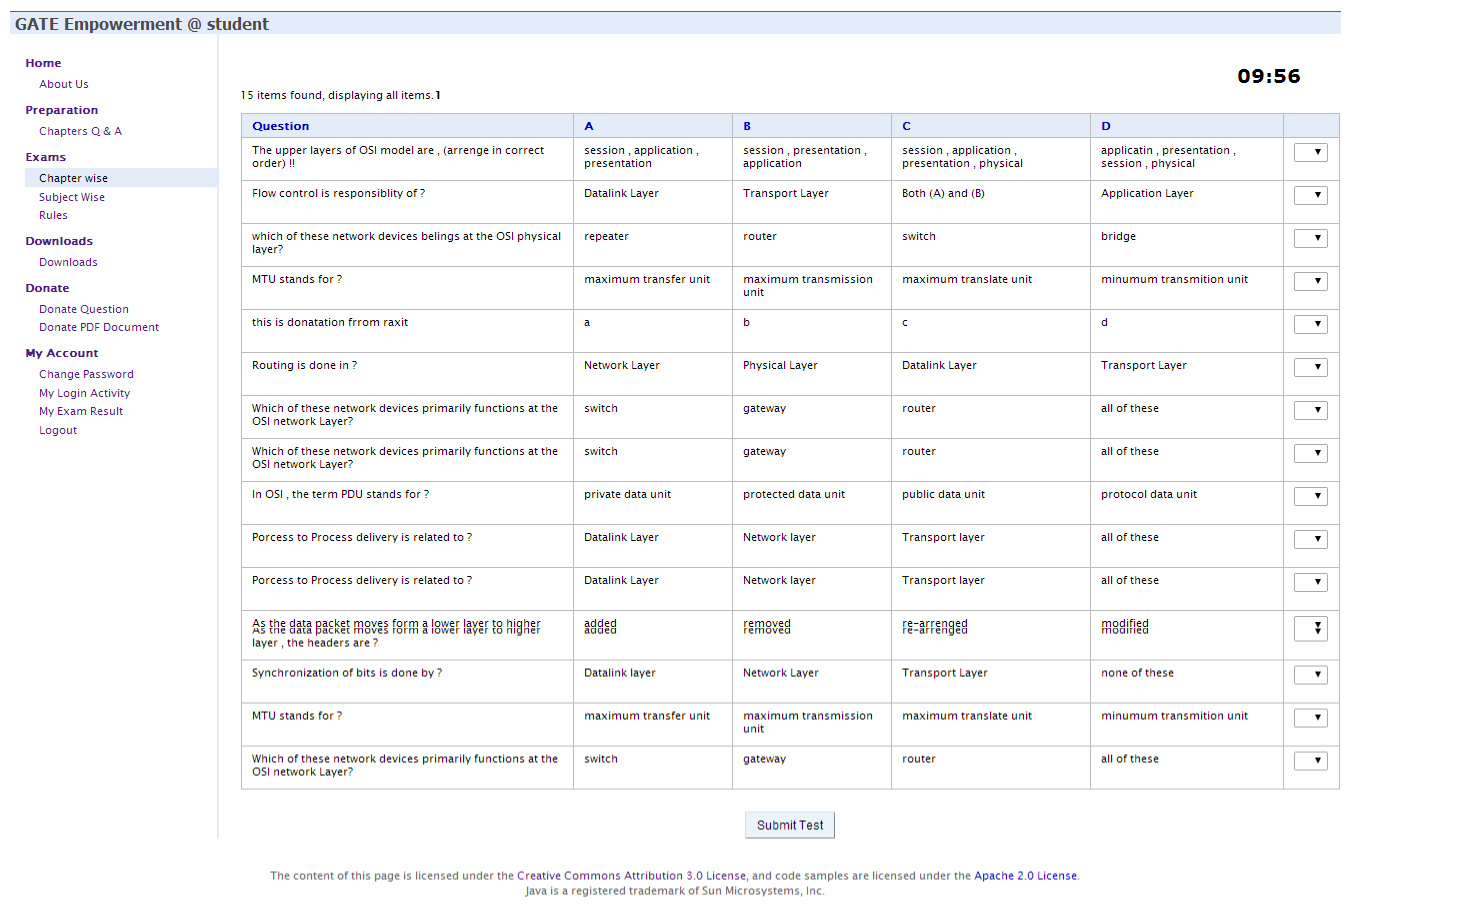 GATE Empowerment @ student
Home
About Us
Preparation
Chapters Q & A
Exams
Chapter wise
Subject Wise
Rules
Downloads
Downloads
Donate
Donate Question
Donate PDF Document
My Account
Change Password
My Login Activity
My Exam Result
Logout
09:56
15 items found, displaying all items.1
Question A B C D
The upper layers of OSI model are , (arrenge in correct order) !! session , application , presentation session , presentation , application session , application , presentation , physical applicatin , presentation , session , physical
Flow control is responsiblity of ? Datalink Layer Transport Layer Both (A) and (B) Application Layer
which of these network devices belings at the OSI physical layer? repeater router switch bridge
MTU stands for ? maximum transfer unit maximum transmission unit maximum translate unit minumum transmition unit
this is donatation frrom raxit a b c d
Routing is done in ? Network Layer Physical Layer Datalink Layer Transport Layer
Which of these network devices primarily functions at the OSI network Layer? switch gateway router all of these
Which of these network devices primarily functions at the OSI network Layer? switch gateway router all of these
In OSI , the term PDU stands for ? private data unit protected data unit public data unit protocol data unit
Porcess to Process delivery is related to ? Datalink Layer Network layer Transport layer all of these
Porcess to Process delivery is related to ? Datalink Layer Network layer Transport layer all of these
As the data packet moves form a lower layer to higher added removed re-arrenged modified
As the data packet moves form a lower layer to higher layer , the headers are ? added removed re-arrenged modified
Synchronization of bits is done by ? Datalink layer Network Layer Transport Layer none of these
MTU stands for ? maximum transfer unit maximum transmission unit maximum translate unit minumum transmition unit
Which of these network devices primarily functions at the OSI network Layer? switch gateway router all of these
Submit Test
The content of this page is licensed under the Creative Commons Attribution 3.0 License, and code samples are licensed under the Apache 2.0 License.
Java is a registered trademark of Sun Microsystems, Inc.